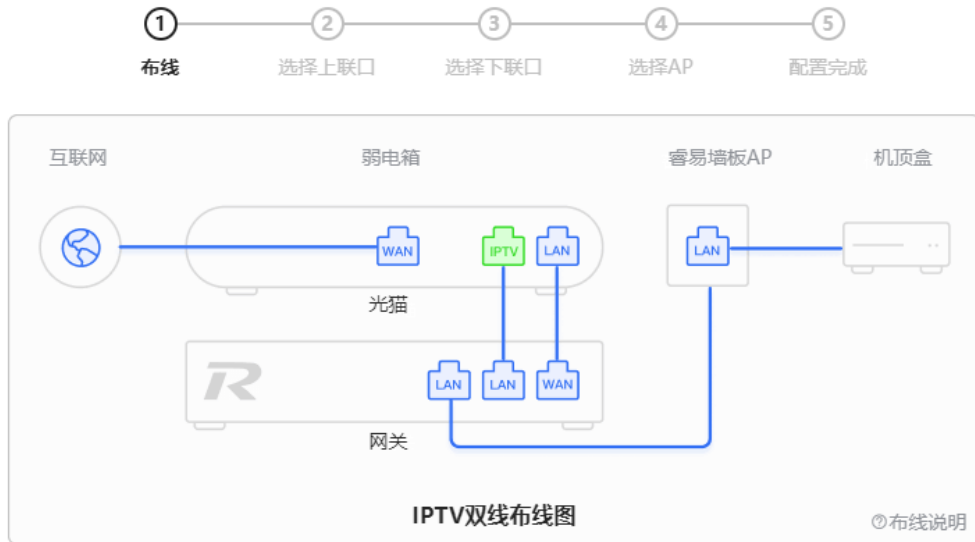 1 2 3 4 5
布线 选择上联口 选择下联口 选择AP 配置完成
互联网 弱电箱 睿易墙板AP 机顶盒
WAN IPTV LAN LAN
光猫
R
LAN LAN WAN
网关
IPTV双线布线图
?布线说明